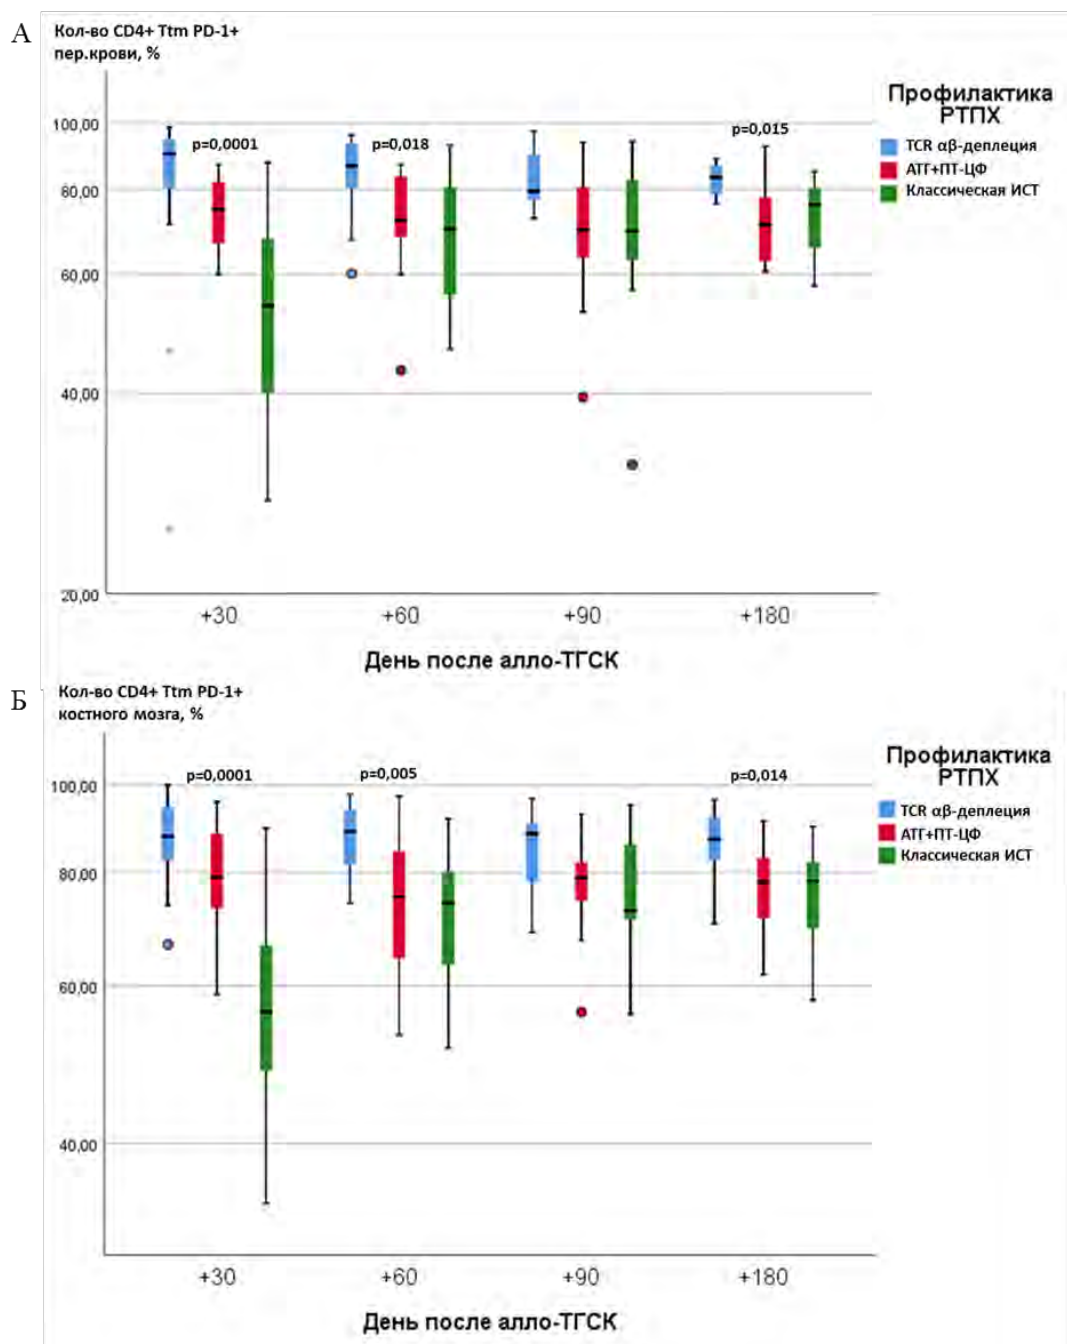 А
Кол-во CD4+ Ttm PD-1+
пер.крови, %
100,00
80,00
60,00
40,00
20,00
p=0,0001
p=0,018
p=0,015
Профилактика
РТПХ
TCR αβ-деплеция
АТГ+ПТ-ЦФ
Классическая ИСТ
+30
+60
+90
+180
День после алло-ТГСК
Б
Кол-во CD4+ Ttm PD-1+
костного мозга, %
100,00
80,00
60,00
40,00
p=0,0001
p=0,005
p=0,014
Профилактика
РТПХ
TCR αβ-деплеция
АТГ+ПТ-ЦФ
Классическая ИСТ
+30
+60
+90
+180
День после алло-ТГСК